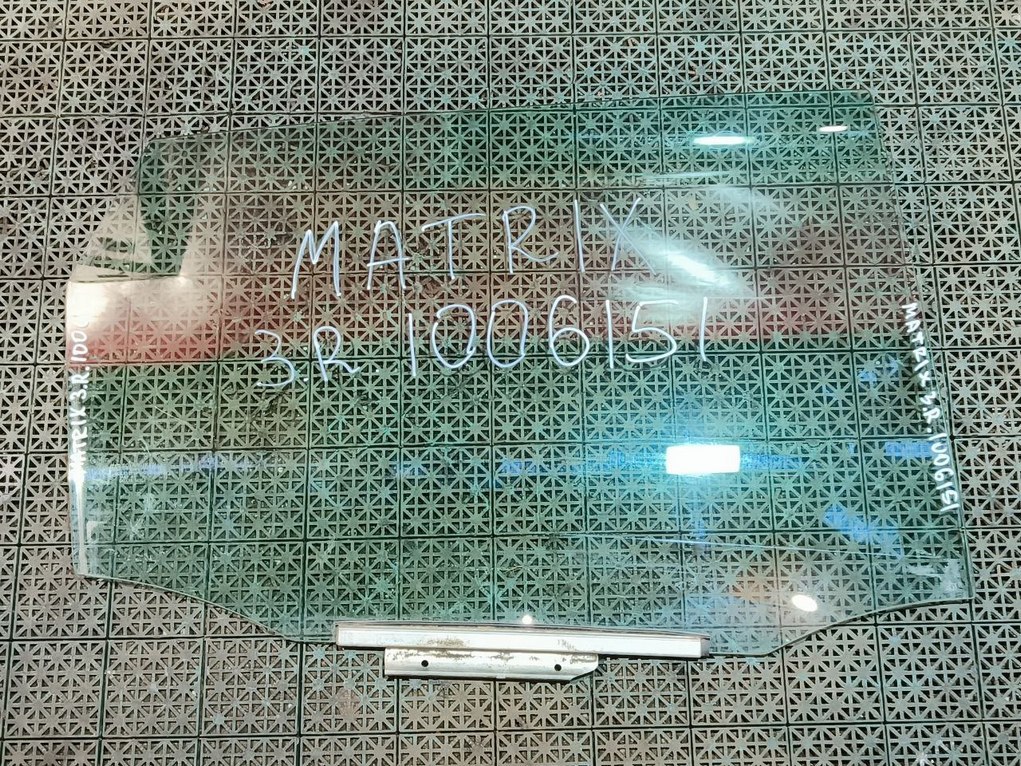 MATRIX
3.R. 1006151
MATRIX 3.R. 100
MATRIX 3.R. 1006151